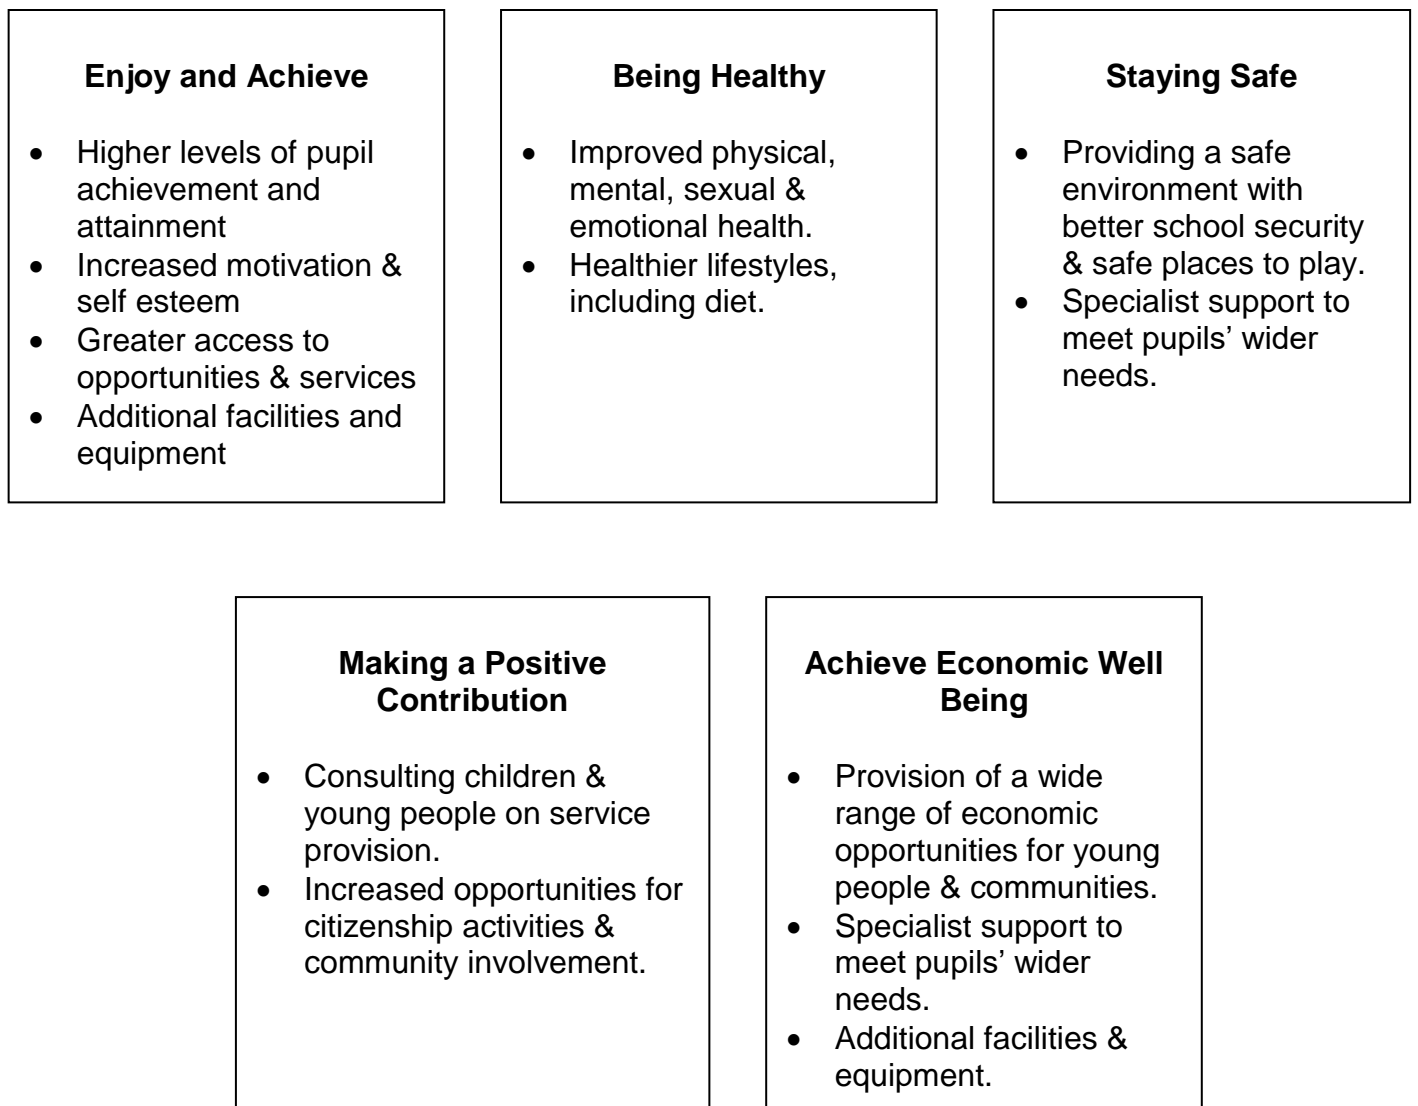 Enjoy and Achieve
• Higher levels of pupil
achievement and
attainment
• Increased motivation &
self esteem
• Greater access to
opportunities & services
• Additional facilities and
equipment
Being Healthy
• Improved physical,
mental, sexual &
emotional health.
• Healthier lifestyles,
including diet.
Staying Safe
• Providing a safe
environment with
better school security
& safe places to play.
• Specialist support to
meet pupils’ wider
needs.
Making a Positive
Contribution
• Consulting children &
young people on service
provision.
• Increased opportunities for
citizenship activities &
community involvement.
Achieve Economic Well
Being
• Provision of a wide
range of economic
opportunities for young
people & communities.
• Specialist support to
meet pupils’ wider
needs.
• Additional facilities &
equipment.